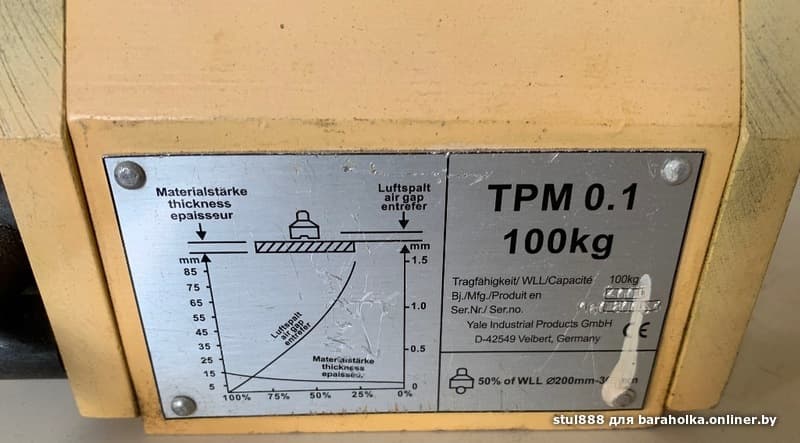 Materialstärke
thickness
epaisseur
Luftspalt
air gap
entrefer
mm
85
75
65
55
45
35
25
15
5
mm
1.5
1.0
0.5
0
Luftspalt
air gap
entrefer
Materialstärke
thickness
epaisseur
100% 75% 50% 25% 0%
TPM 0.1
100kg
Tragfähigkeit/ WLL/Capacité 100kg
Bj./Mfg./Produit en
Ser.Nr./ Ser.no.
Yale Industrial Products GmbH
D-42549 Velbert, Germany
CE
50% of WLL Ø200mm-
stul888 для baraholka.onliner.by